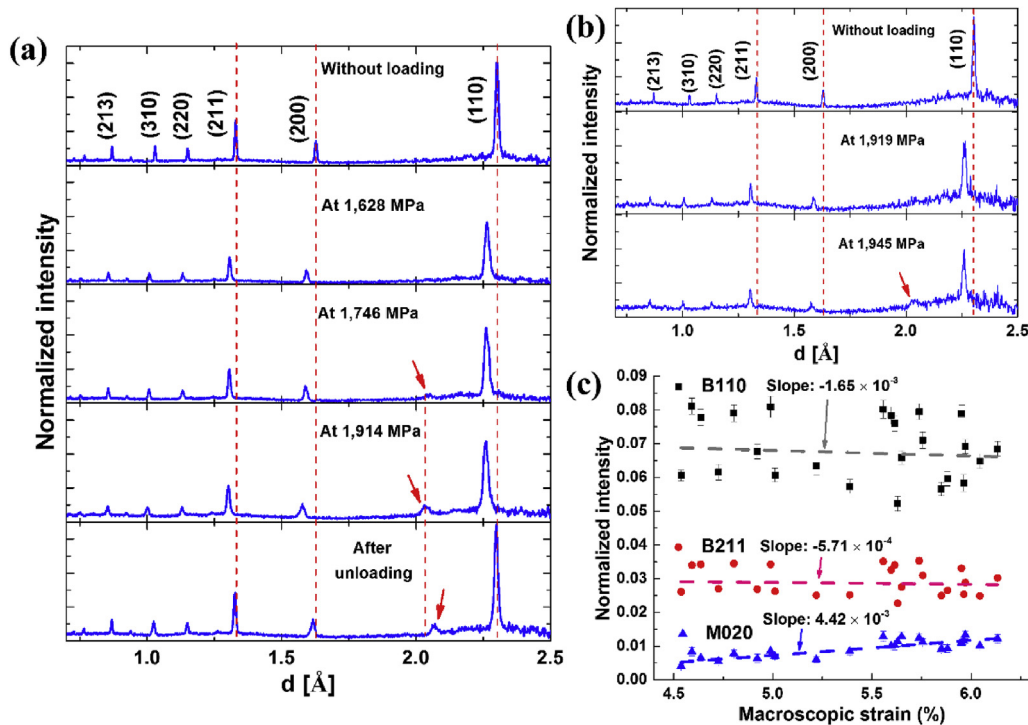 (a)
Without loading
(213)
(310)
(220)
(211)
(200)
(110)
At 1,628 MPa
At 1,746 MPa
At 1,914 MPa
After
unloading
Normalized intensity
1.0 1.5 2.0 2.5
d [Å]
(b)
Without loading
(213)
(310)
(220)
(211)
(200)
(110)
At 1,919 MPa
At 1,945 MPa
Normalized intensity
1.0 1.5 2.0 2.5
d [Å]
(c)
0.09
0.08
0.07
0.06
0.05
0.04
0.03
0.02
0.01
0.00
B110 Slope: -1.65 × 10⁻³
B211 Slope: -5.71 × 10⁻⁴
M020 Slope: 4.42 × 10⁻³
Normalized intensity
4.5 5.0 5.5 6.0
Macroscopic strain (%)